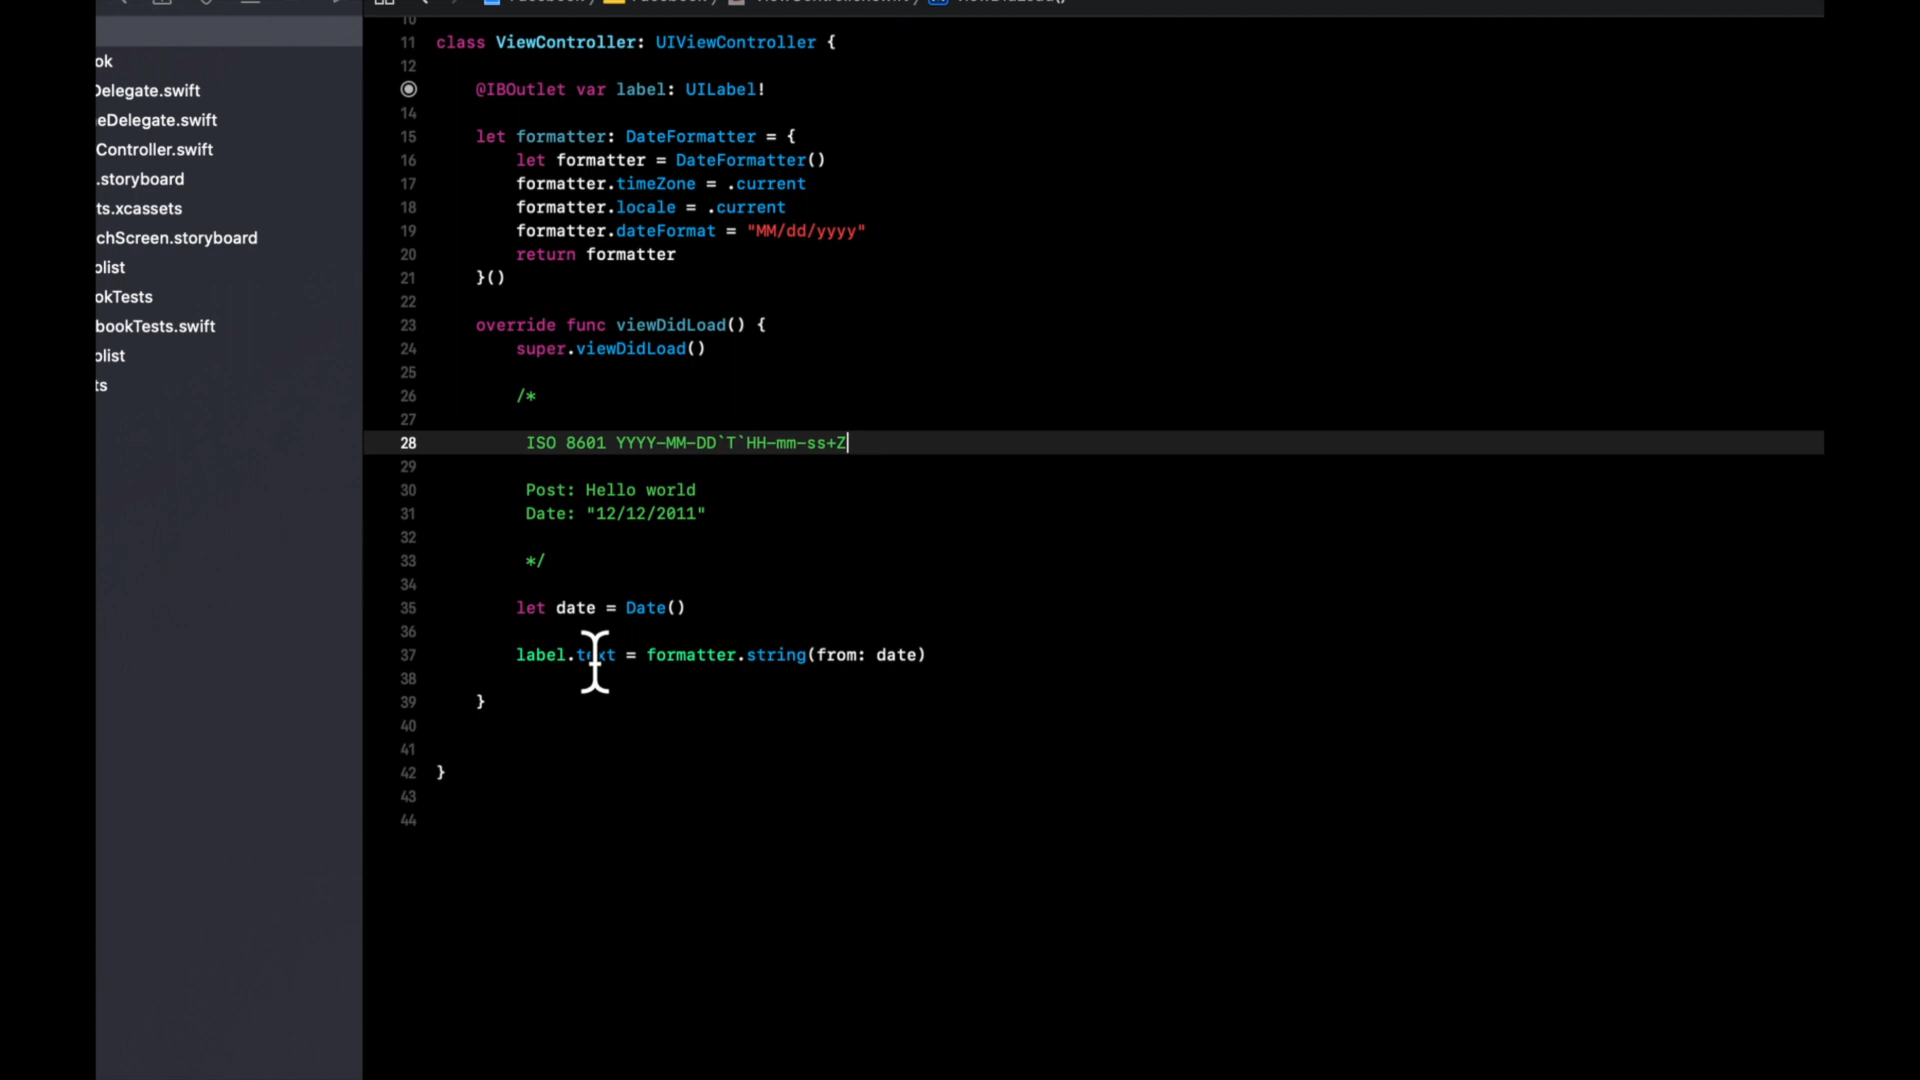 ok
Delegate.swift
eDelegate.swift
Controller.swift
.storyboard
ts.xcassets
chScreen.storyboard
plist
okTests
bookTests.swift
plist
ts
10
11 class ViewController: UIViewController {
12
@IBOutlet var label: UILabel!
14
15 let formatter: DateFormatter = {
16 let formatter = DateFormatter()
17 formatter.timeZone = .current
18 formatter.locale = .current
19 formatter.dateFormat = "MM/dd/yyyy"
20 return formatter
21 }()
22
23 override func viewDidLoad() {
24 super.viewDidLoad()
25
26 /*
27
28 ISO 8601 YYYY-MM-DD`T`HH-mm-ss+Z
29
30 Post: Hello world
31 Date: "12/12/2011"
32
33 */
34
35 let date = Date()
36
37 label.text = formatter.string(from: date)
38
39 }
40
41
42 }
43
44